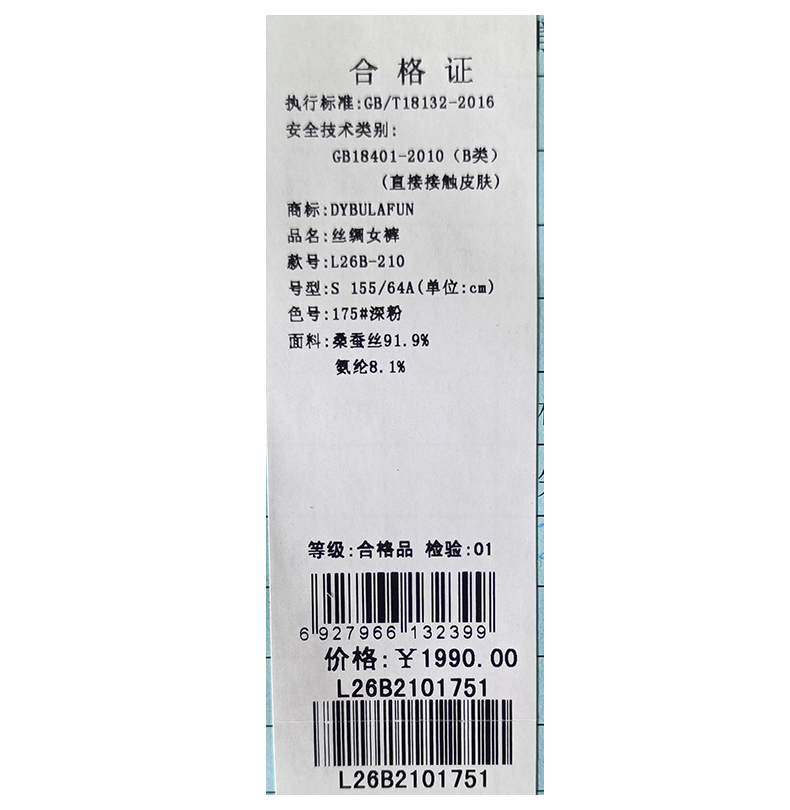 合格证
执行标准:GB/T18132-2016
安全技术类别:
GB18401-2010（B类）
(直接接触皮肤)
商标:DYBULAFUN
品名:丝绸女裤
款号:L26B-210
号型:S 155/64A(单位:cm)
色号:175#深粉
面料:桑蚕丝91.9%
氨纶8.1%
等级:合格品 检验:01
6 927966 132399
价格:￥1990.00
L26B2101751
L26B2101751